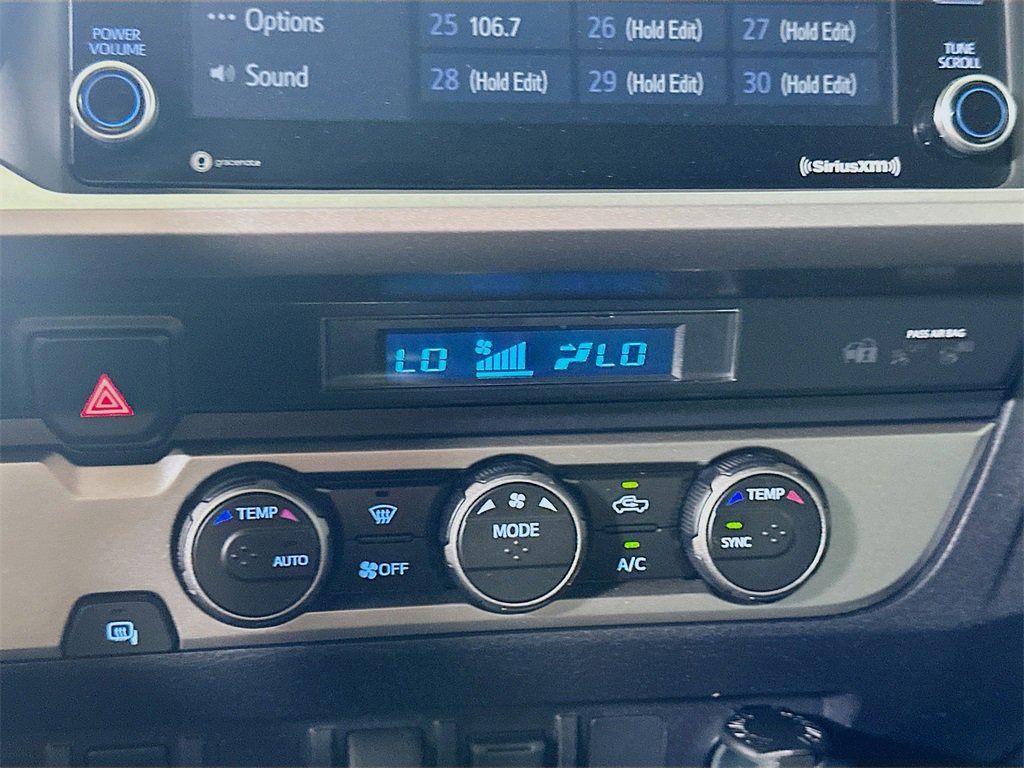 POWER
VOLUME
Options
25 106.7
26 (Hold Edit)
27 (Hold Edit)
TUNE
SCROLL
Sound
28 (Hold Edit)
29 (Hold Edit)
30 (Hold Edit)
gracenote
SiriusXM
PASS AIR BAG
LO
LO
TEMP
AUTO
OFF
MODE
A/C
TEMP
SYNC